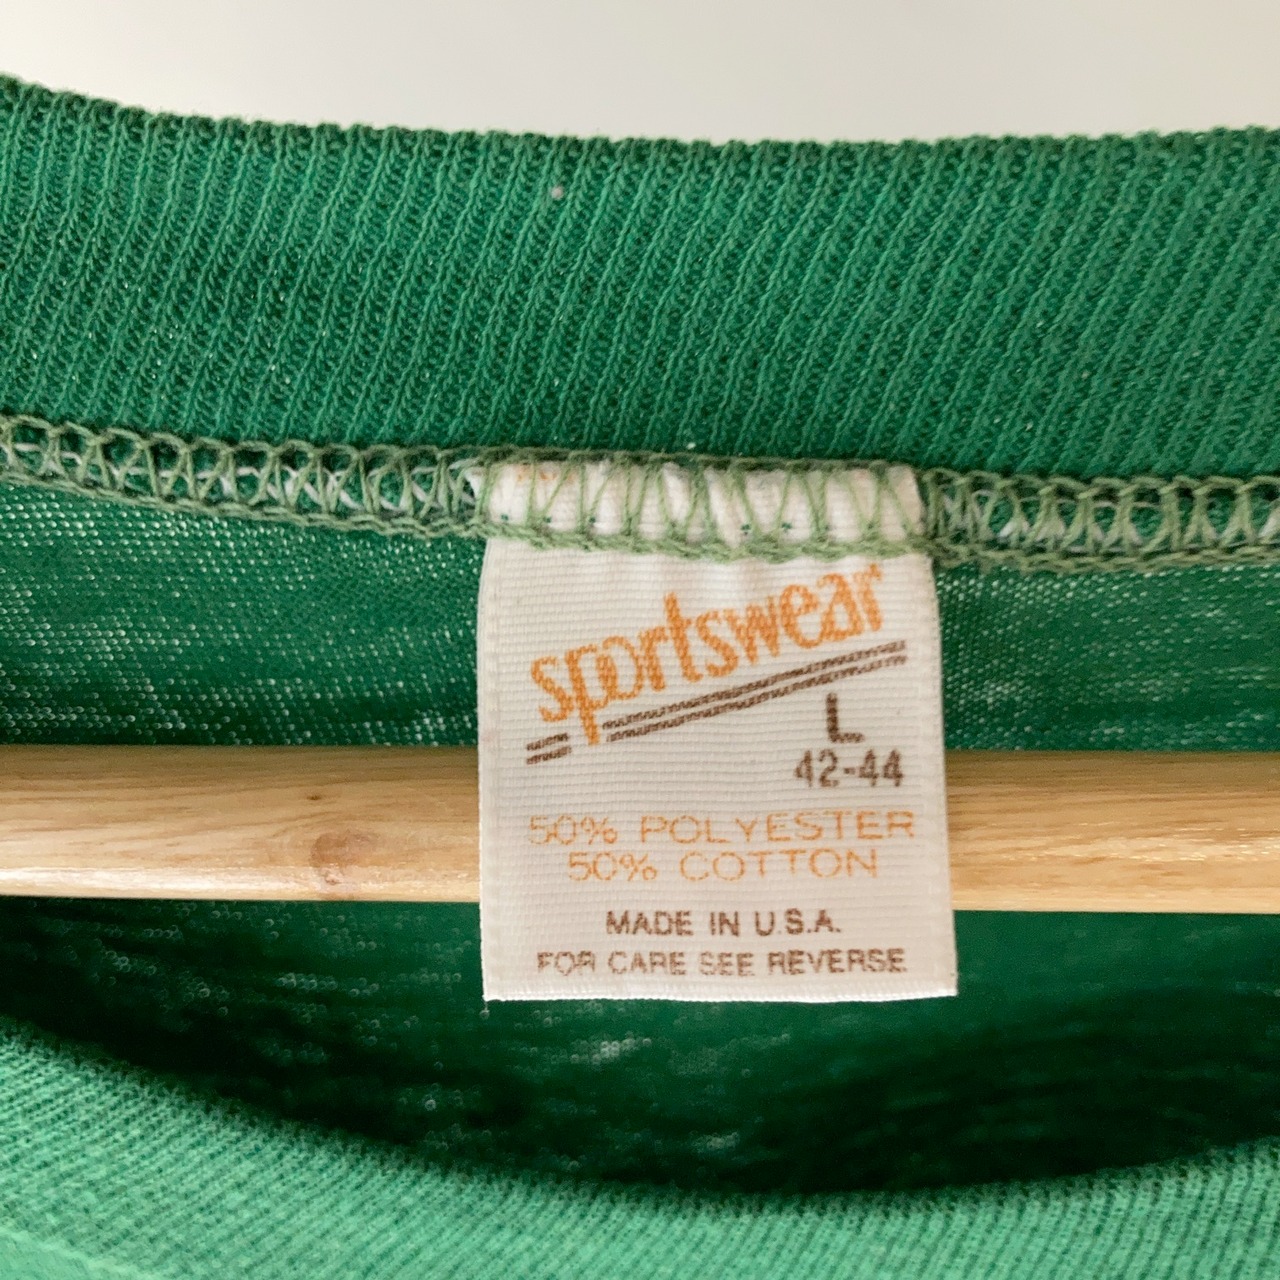 sportswear
L
42-44
50% POLYESTER
50% COTTON
MADE IN U.S.A.
FOR CARE SEE REVERSE